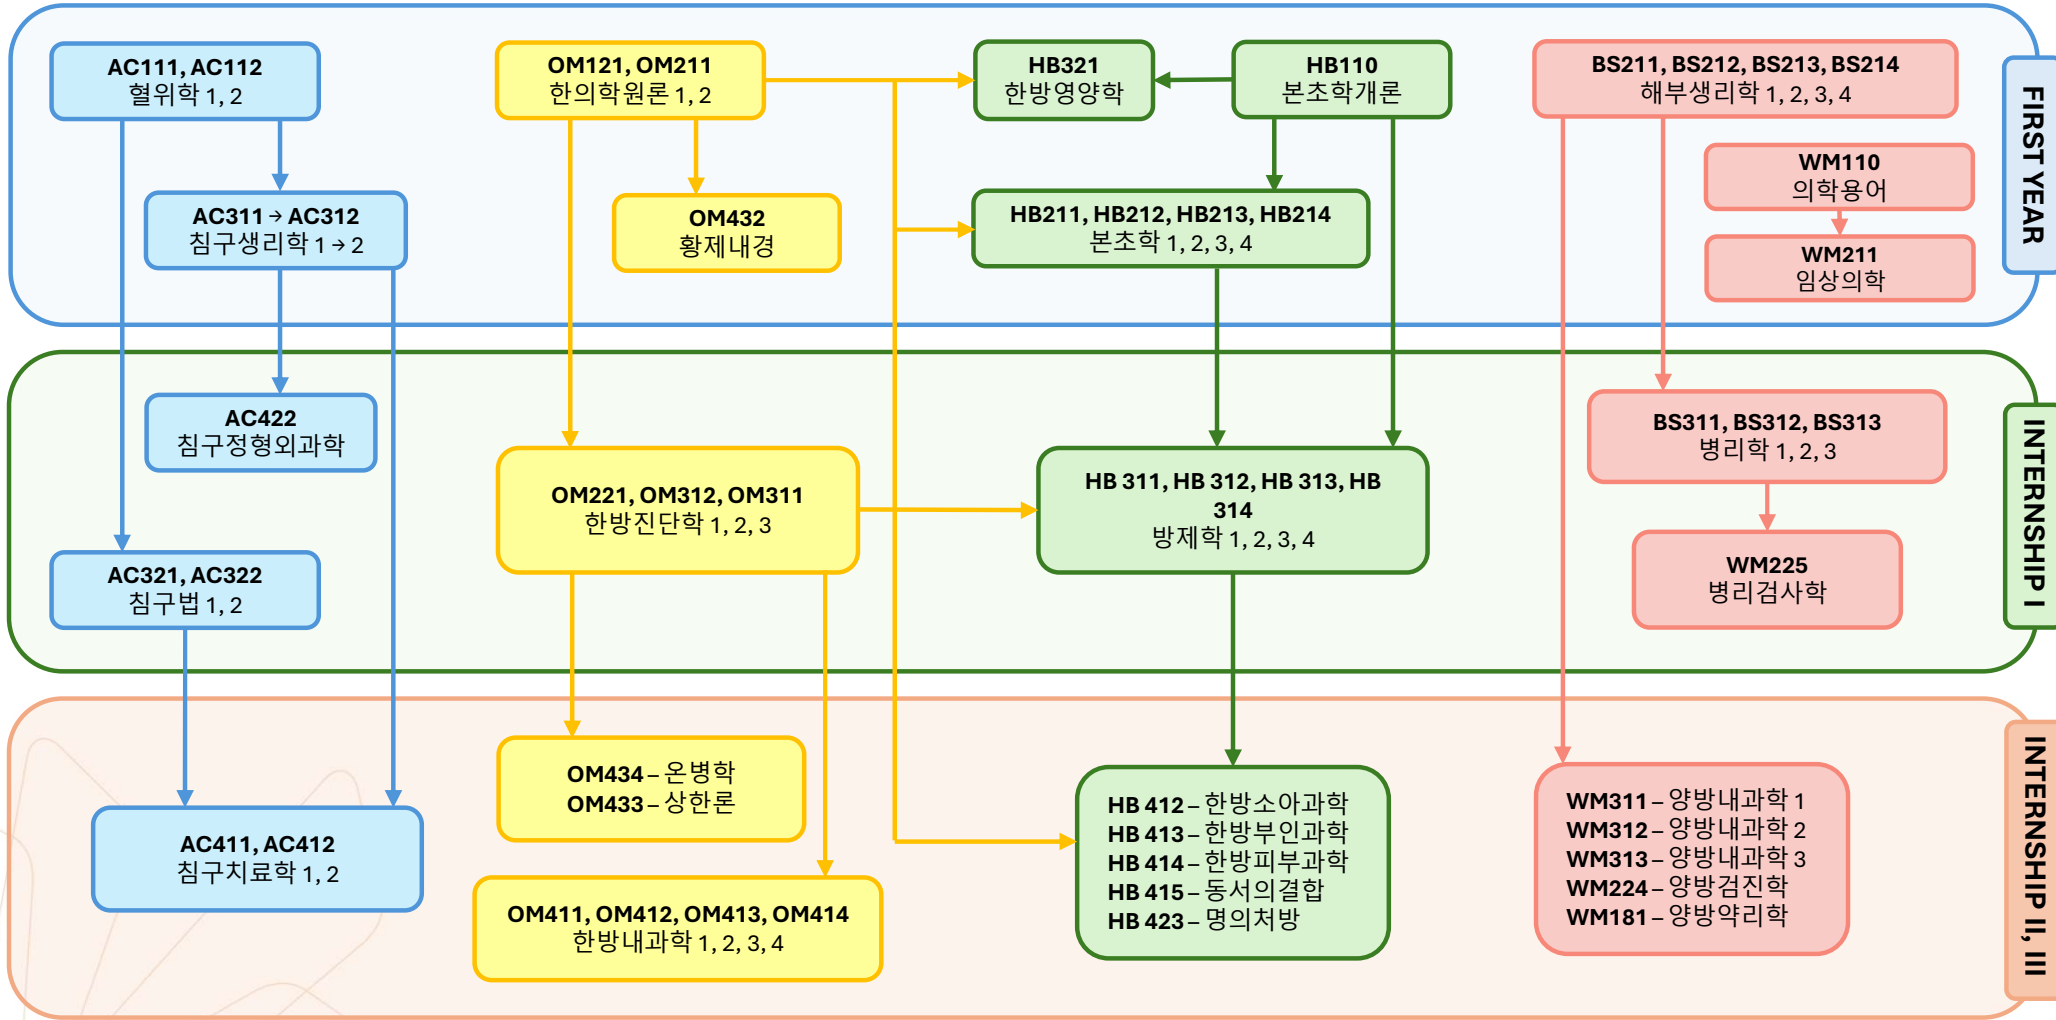 AC111, AC112
혈위학 1, 2
OM121, OM211
한의학원론 1, 2
HB321
한방영양학
HB110
본초학개론
BS211, BS212, BS213, BS214
해부생리학 1, 2, 3, 4
WM110
의학용어
AC311 → AC312
침구생리학 1 → 2
OM432
황제내경
HB211, HB212, HB213, HB214
본초학 1, 2, 3, 4
WM211
임상의학
FIRST YEAR
AC422
침구정형외과학
OM221, OM312, OM311
한방진단학 1, 2, 3
HB 311, HB 312, HB 313, HB
314
방제학 1, 2, 3, 4
BS311, BS312, BS313
병리학 1, 2, 3
AC321, AC322
침구법 1, 2
WM225
병리검사학
INTERNSHIP I
AC411, AC412
침구치료학 1, 2
OM434 – 온병학
OM433 – 상한론
OM411, OM412, OM413, OM414
한방내과학 1, 2, 3, 4
HB 412 – 한방소아과학
HB 413 – 한방부인과학
HB 414 – 한방피부과학
HB 415 – 동서의결합
HB 423 – 명의처방
WM311 – 양방내과학 1
WM312 – 양방내과학 2
WM313 – 양방내과학 3
WM224 – 양방검진학
WM181 – 양방약리학
INTERNSHIP II, III